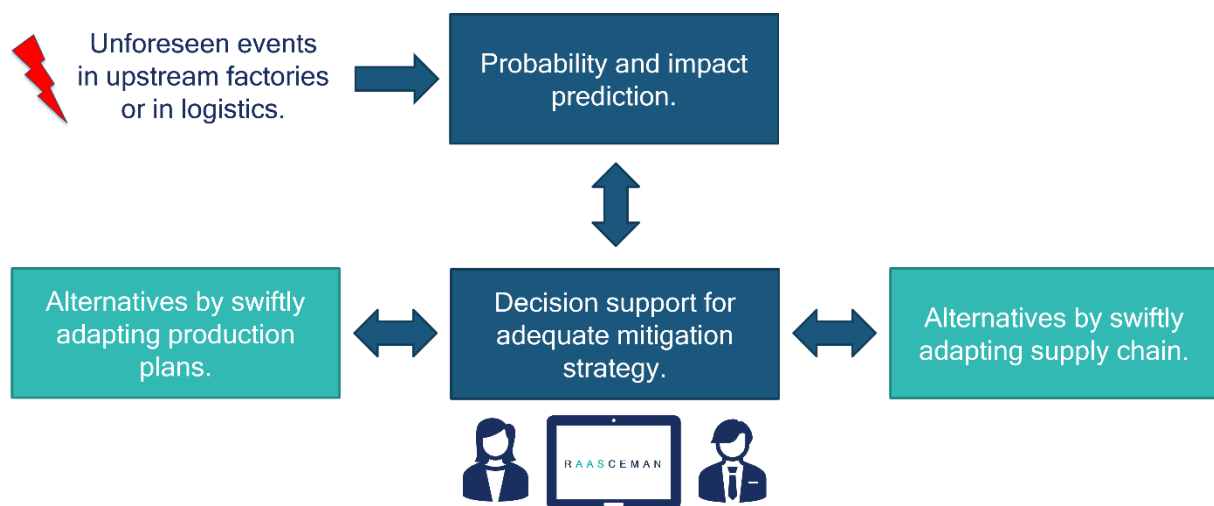 Unforeseen events
in upstream factories
or in logistics.
Probability and impact
prediction.
Alternatives by swiftly
adapting production
plans.
Decision support for
adequate mitigation
strategy.
Alternatives by swiftly
adapting supply chain.
RAASCEMAN